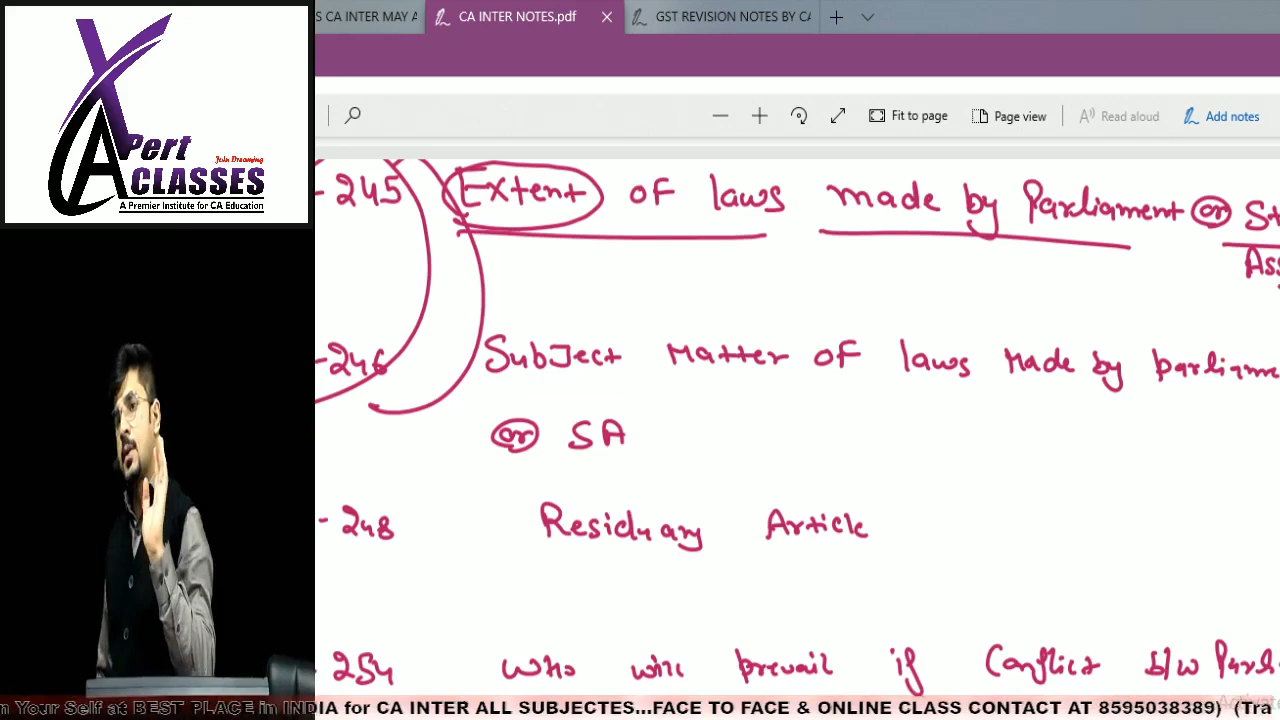 S CA INTER MAY A
CA INTER NOTES.pdf
GST REVISION NOTES BY CA
Fit to page
Page view
Read aloud
Add notes
XPert
Join Dreaming
CA CLASSES
A Premier Institute for CA Education
-245 Extent of laws made by Parliament or St
Ass
-246 Subject Matter of laws Made by parliame
or SA
-248 Residuary Article
-254 who will prevail if Conflict b/w Parli
n Your Self at BEST PLACE in INDIA for CA INTER ALL SUBJECTES...FACE TO FACE & ONLINE CLASS CONTACT AT 8595038389) (Tra